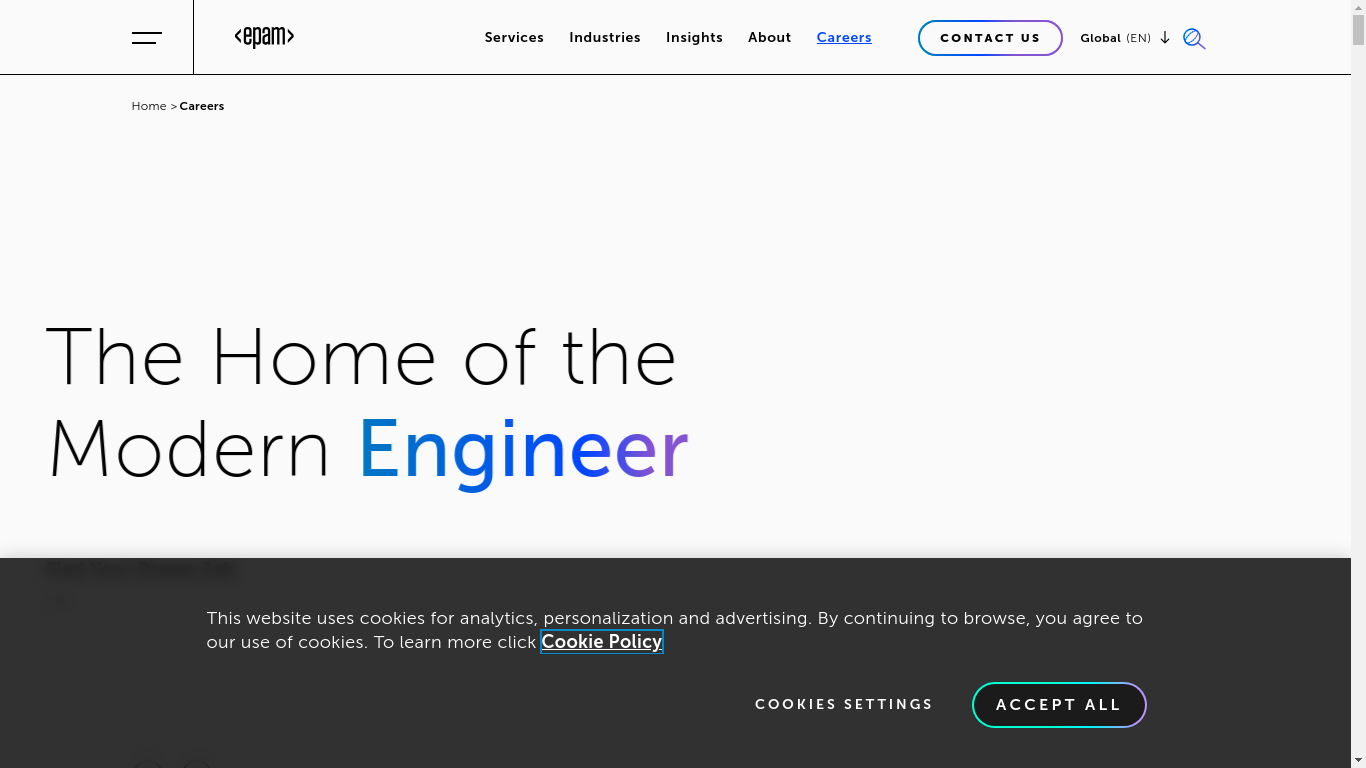 <epam>
Services Industries Insights About Careers
CONTACT US
Global (EN)
Home > Careers
The Home of the
Modern Engineer
This website uses cookies for analytics, personalization and advertising. By continuing to browse, you agree to
our use of cookies. To learn more click Cookie Policy
COOKIES SETTINGS
ACCEPT ALL